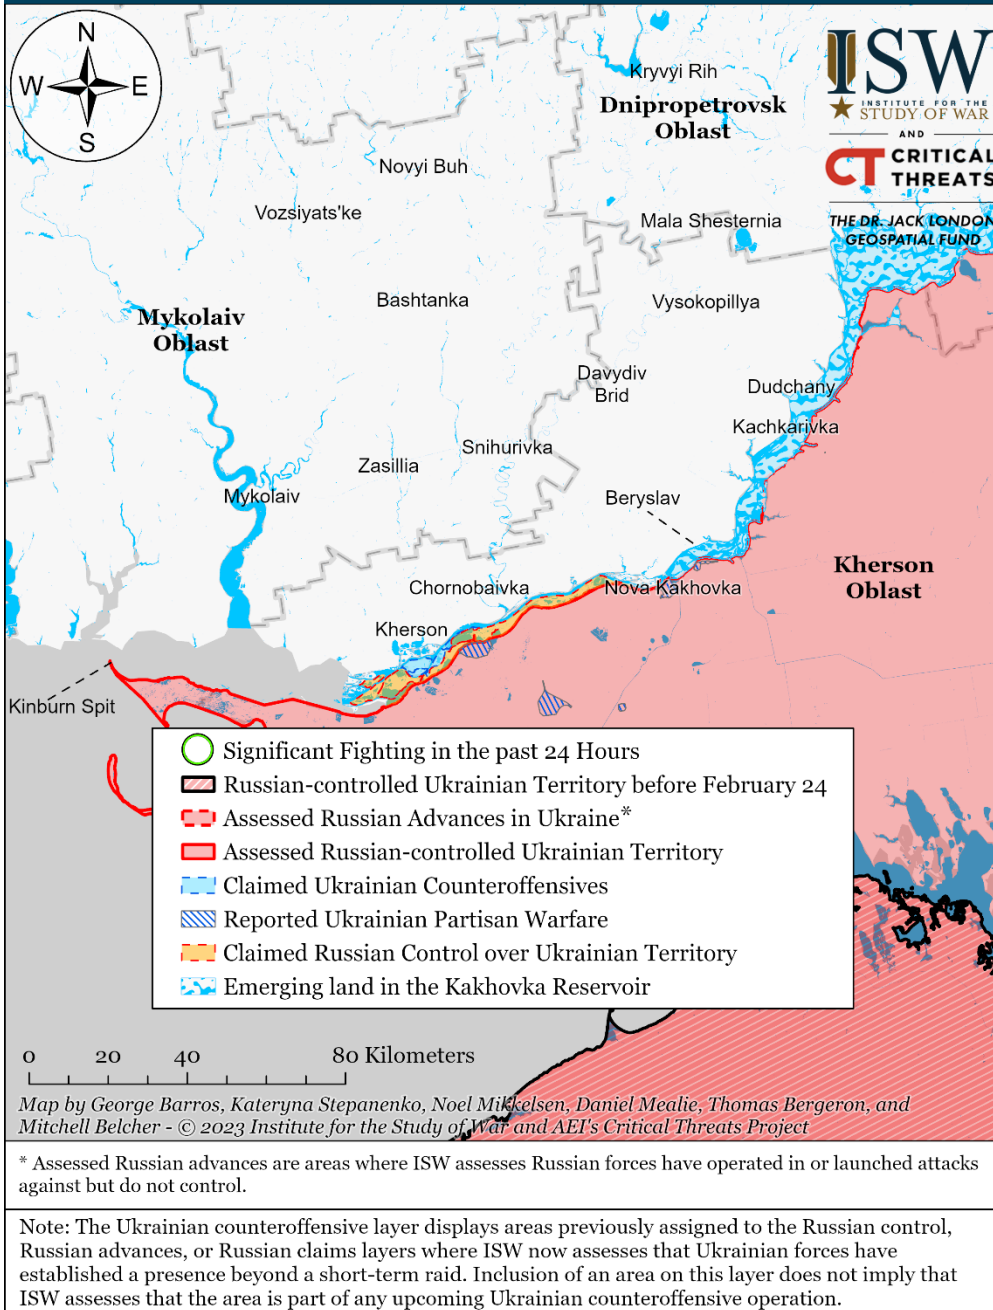 N
W E
S
ISW
INSTITUTE FOR THE
STUDY OF WAR
AND
CT CRITICAL
THREATS
THE DR. JACK LONDON
GEOSPATIAL FUND
Kryvyi Rih
Dnipropetrovsk
Oblast
Novyi Buh
Vozsiyats'ke
Mala Shesternia
Bashtanka
Vysokopillya
Mykolaiv
Oblast
Davydiv
Brid
Dudchany
Kachkarivka
Snihurivka
Zasillia
Mykolaiv
Beryslav
Kherson
Oblast
Chornobaivka
Nova Kakhovka
Kherson
Kinburn Spit
Significant Fighting in the past 24 Hours
Russian-controlled Ukrainian Territory before February 24
Assessed Russian Advances in Ukraine*
Assessed Russian-controlled Ukrainian Territory
Claimed Ukrainian Counteroffensives
Reported Ukrainian Partisan Warfare
Claimed Russian Control over Ukrainian Territory
Emerging land in the Kakhovka Reservoir
0 20 40 80 Kilometers
Map by George Barros, Kateryna Stepanenko, Noel Mikkelsen, Daniel Mealie, Thomas Bergeron, and
Mitchell Belcher - © 2023 Institute for the Study of War and AEI's Critical Threats Project
* Assessed Russian advances are areas where ISW assesses Russian forces have operated in or launched attacks
against but do not control.
Note: The Ukrainian counteroffensive layer displays areas previously assigned to the Russian control,
Russian advances, or Russian claims layers where ISW now assesses that Ukrainian forces have
established a presence beyond a short-term raid. Inclusion of an area on this layer does not imply that
ISW assesses that the area is part of any upcoming Ukrainian counteroffensive operation.